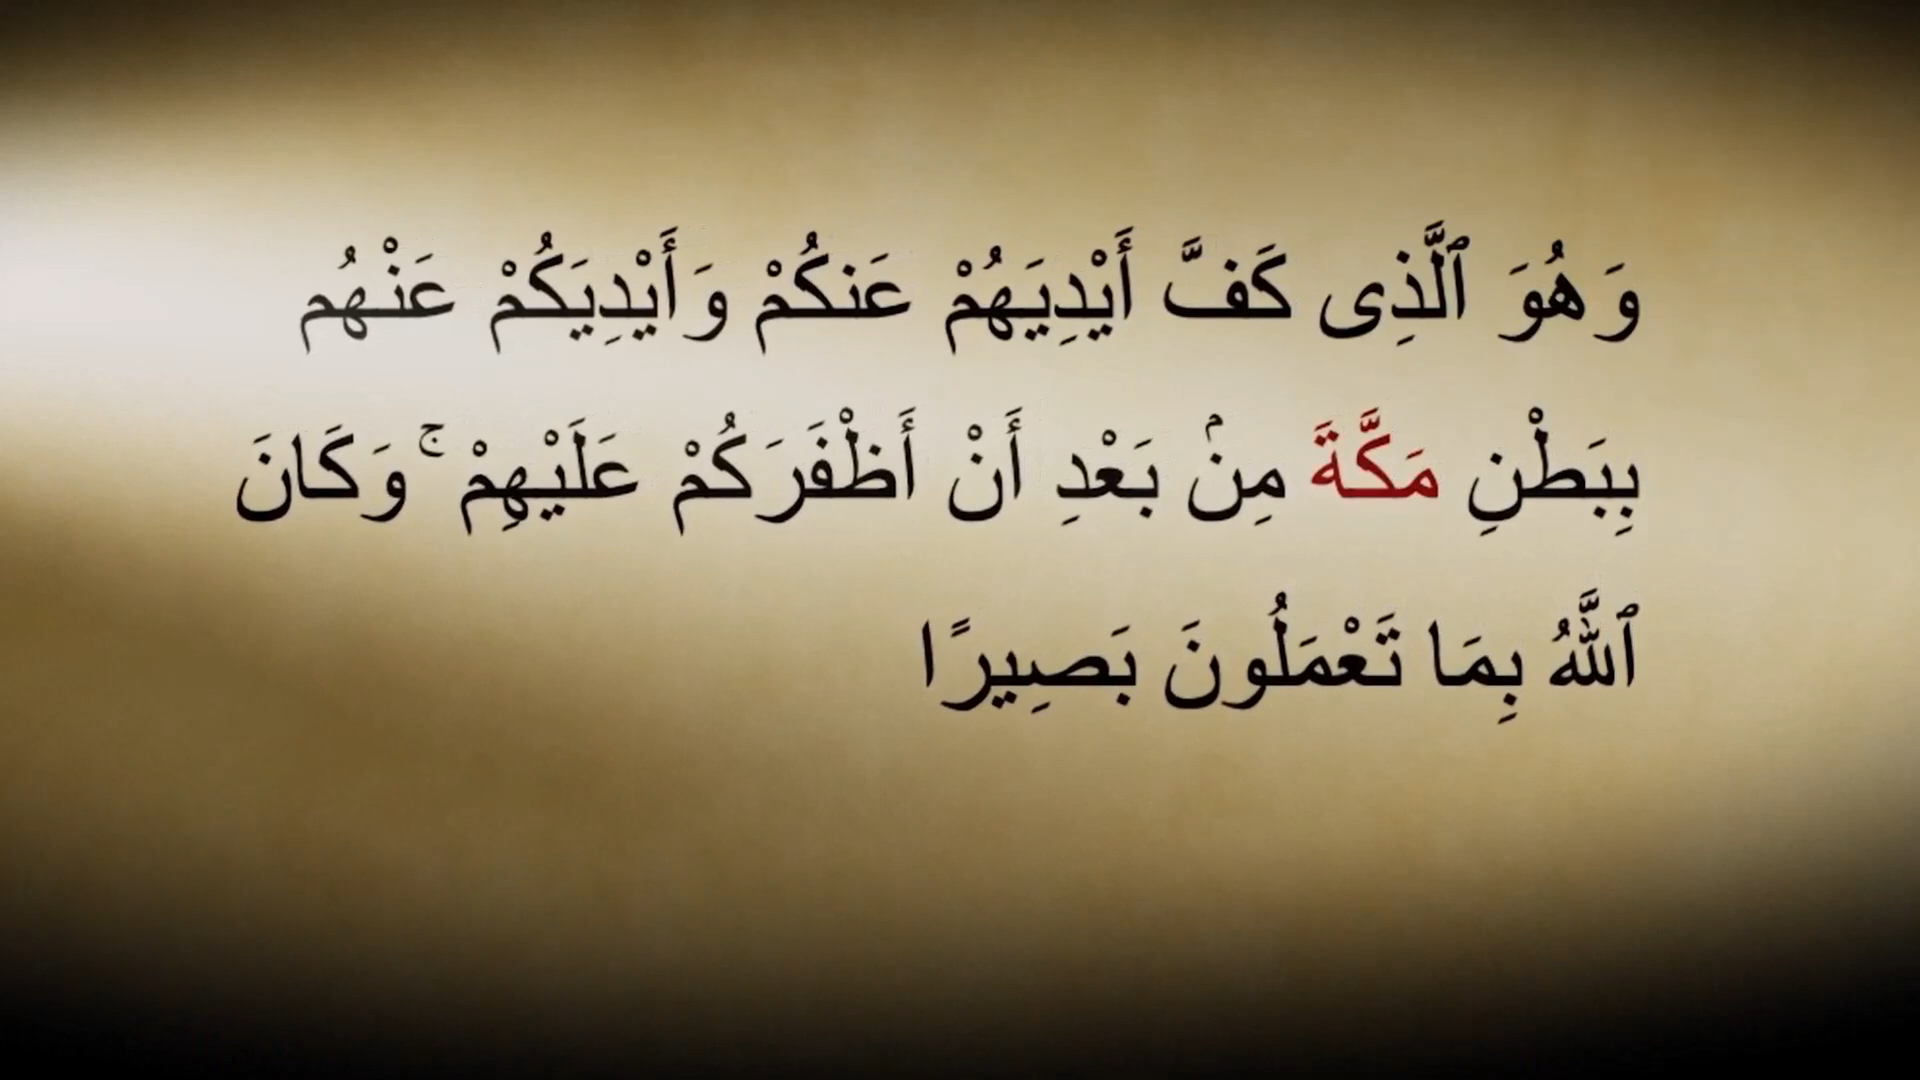 وَهُوَ ٱلَّذِى كَفَّ أَيْدِيَهُمْ عَنكُمْ وَأَيْدِيَكُمْ عَنْهُم
بِبَطْنِ مَكَّةَ مِنۢ بَعْدِ أَنْ أَظْفَرَكُمْ عَلَيْهِمْ ۚ وَكَانَ
ٱللَّهُ بِمَا تَعْمَلُونَ بَصِيرًا